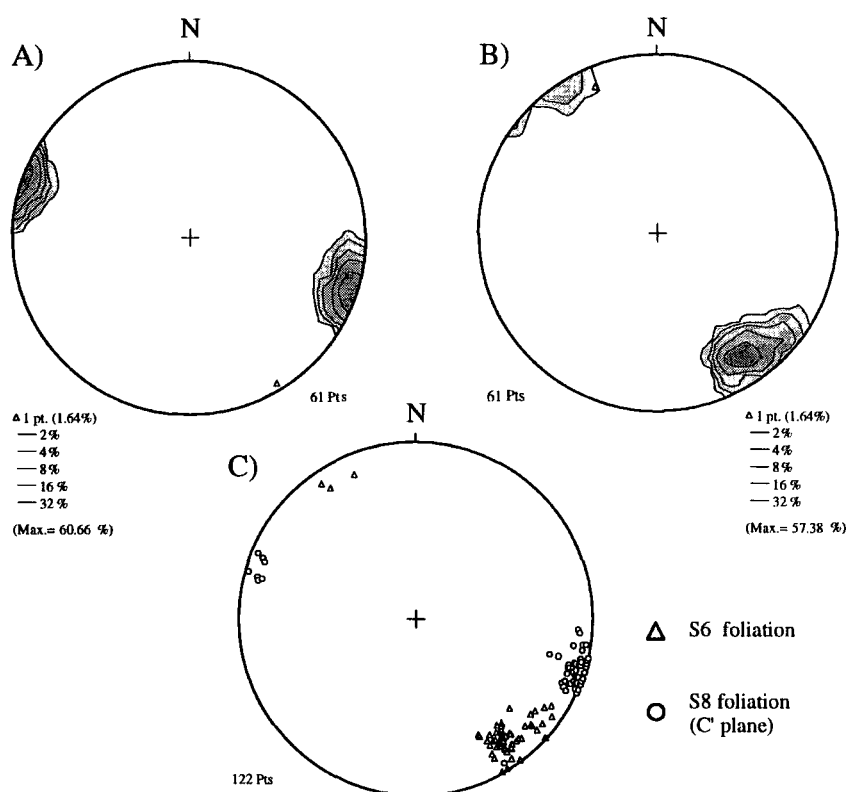 A)
N
61 Pts
△ 1 pt. (1.64%)
— 2%
— 4%
— 8%
— 16 %
— 32 %
(Max.= 60.66 %)
B)
N
61 Pts
△ 1 pt. (1.64%)
— 2%
— 4%
— 8%
— 16 %
— 32 %
(Max.= 57.38 %)
C)
N
122 Pts
△ S6 foliation
○ S8 foliation
(C' plane)